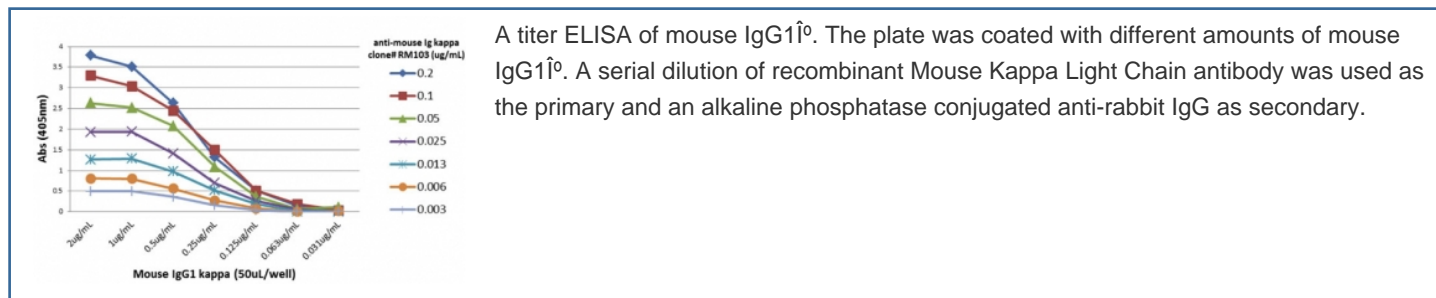 A titer ELISA of mouse IgG1Îº. The plate was coated with different amounts of mouse
IgG1Îº. A serial dilution of recombinant Mouse Kappa Light Chain antibody was used as
the primary and an alkaline phosphatase conjugated anti-rabbit IgG as secondary.
anti-mouse Ig kappa
clone# RM103 (ug/mL)
0.2
0.1
0.05
0.025
0.013
0.006
0.003
Abs (405nm)
4
3.5
3
2.5
2
1.5
1
0.5
0
2ug/mL
1ug/mL
0.5ug/mL
0.25ug/mL
0.125ug/mL
0.063ug/mL
0.031ug/mL
Mouse IgG1 kappa (50uL/well)